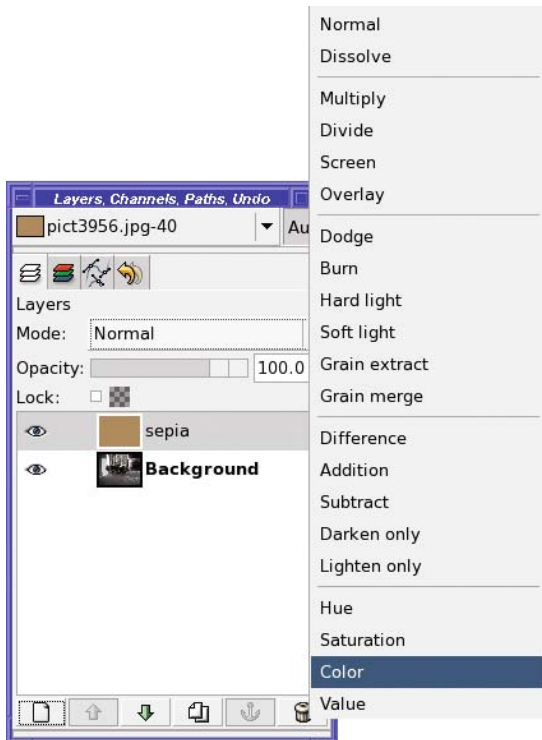 Normal
Dissolve
Multiply
Divide
Screen
Overlay
Dodge
Burn
Hard light
Soft light
Grain extract
Grain merge
Difference
Addition
Subtract
Darken only
Lighten only
Hue
Saturation
Color
Value
Layers, Channels, Paths, Undo
pict3956.jpg-40 Au
Layers
Mode: Normal
Opacity: 100.0
Lock:
sepia
Background